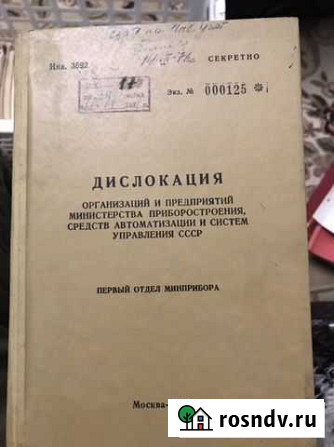 Инв. 3082
СЕКРЕТНО
Экз. № 000125
ДИСЛОКАЦИЯ
ОРГАНИЗАЦИЙ И ПРЕДПРИЯТИЙ
МИНИСТЕРСТВА ПРИБОРОСТРОЕНИЯ,
СРЕДСТВ АВТОМАТИЗАЦИИ И СИСТЕМ
УПРАВЛЕНИЯ СССР
ПЕРВЫЙ ОТДЕЛ МИНПРИБОРА
Москва-
rosndv.ru